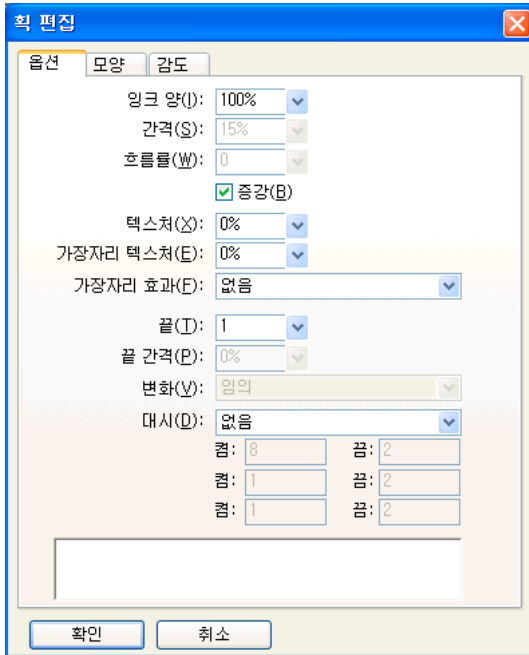 획 편집
옵션 모양 감도
잉크 양(I): 100%
간격(S): 15%
흐름률(W): 0
증강(B)
텍스처(X): 0%
가장자리 텍스처(E): 0%
가장자리 효과(F): 없음
끝(T): 1
끝 간격(P): 0%
변화(V): 임의
대시(D): 없음
켬: 8 끔: 2
켬: 1 끔: 2
켬: 1 끔: 2
확인 취소